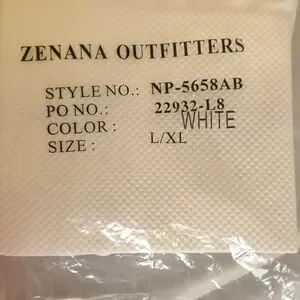 ZENANA OUTFITTERS
STYLE NO.: NP-5658AB
PO NO.: 22932-L8
COLOR : WHITE
SIZE : L/XL